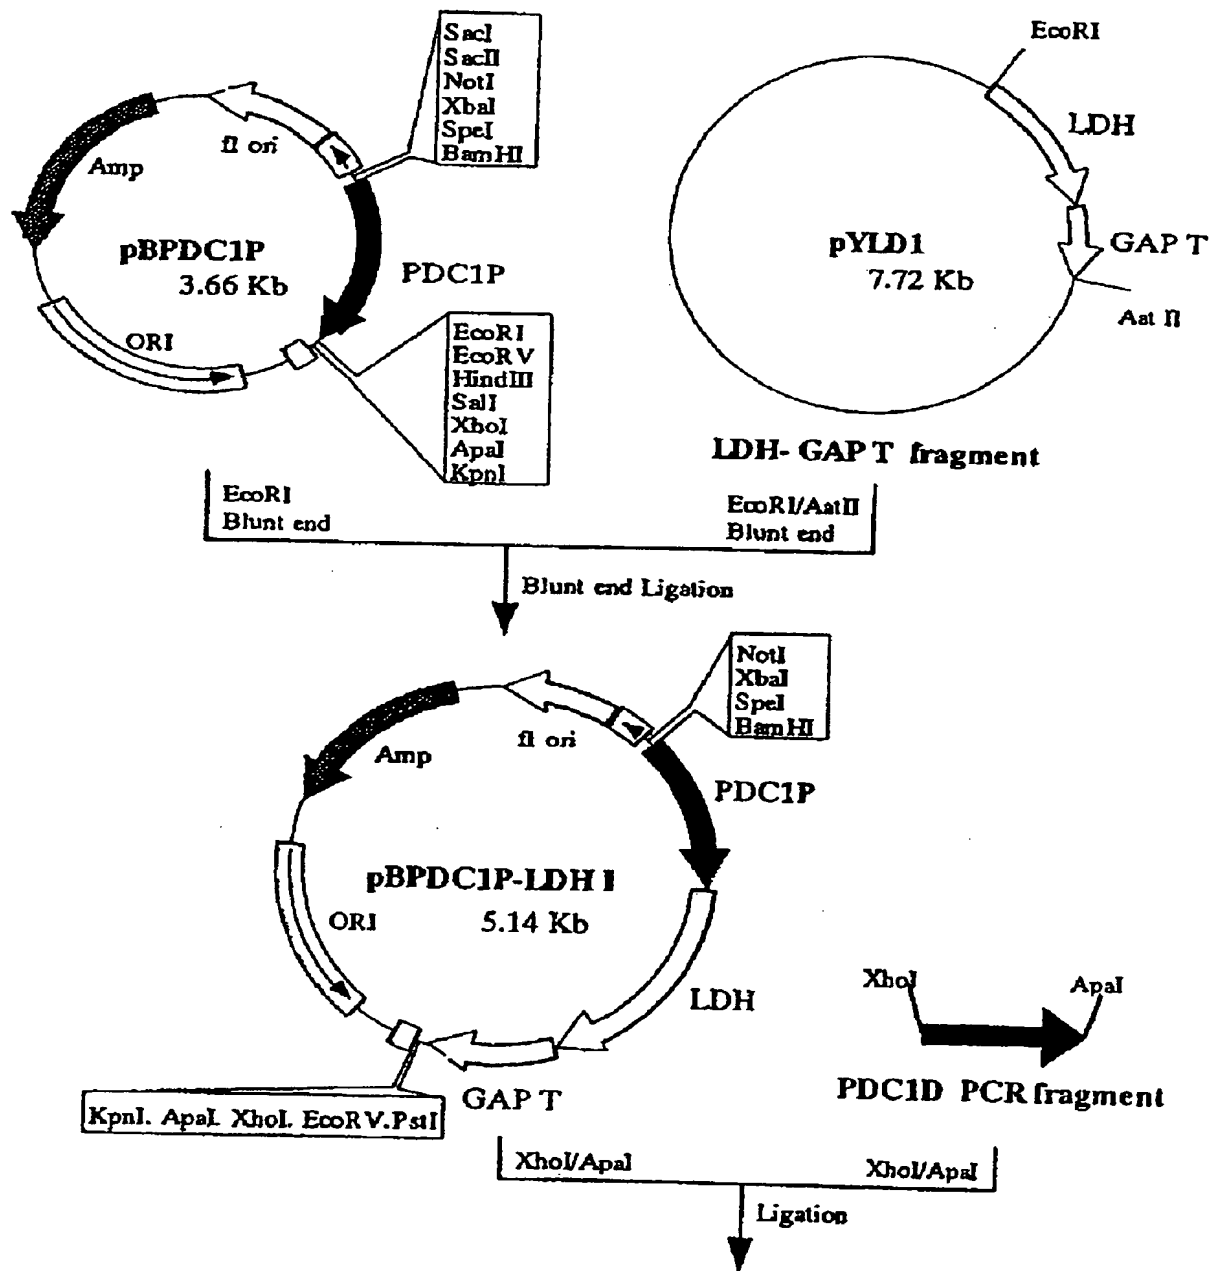 SacI
SacII
NotI
XbaI
SpeI
BamHI
f1 ori
Amp
pBPDC1P
3.66 Kb
PDC1P
ORI
EcoRI
EcoRV
HindIII
SalI
XhoI
ApaI
KpnI
EcoRI
LDH
pYLD1
7.72 Kb
GAP T
Aat II
LDH- GAP T fragment
EcoRI
Blunt end
EcoRI/AatII
Blunt end
Blunt end Ligation
NotI
XbaI
SpeI
BamHI
f1 ori
Amp
PDC1P
pBPDC1P-LDH I
5.14 Kb
ORI
LDH
GAP T
KpnI. ApaI. XhoI. EcoRV.PstI
XhoI
ApaI
PDC1D PCR fragment
XhoI/ApaI
XhoI/ApaI
Ligation